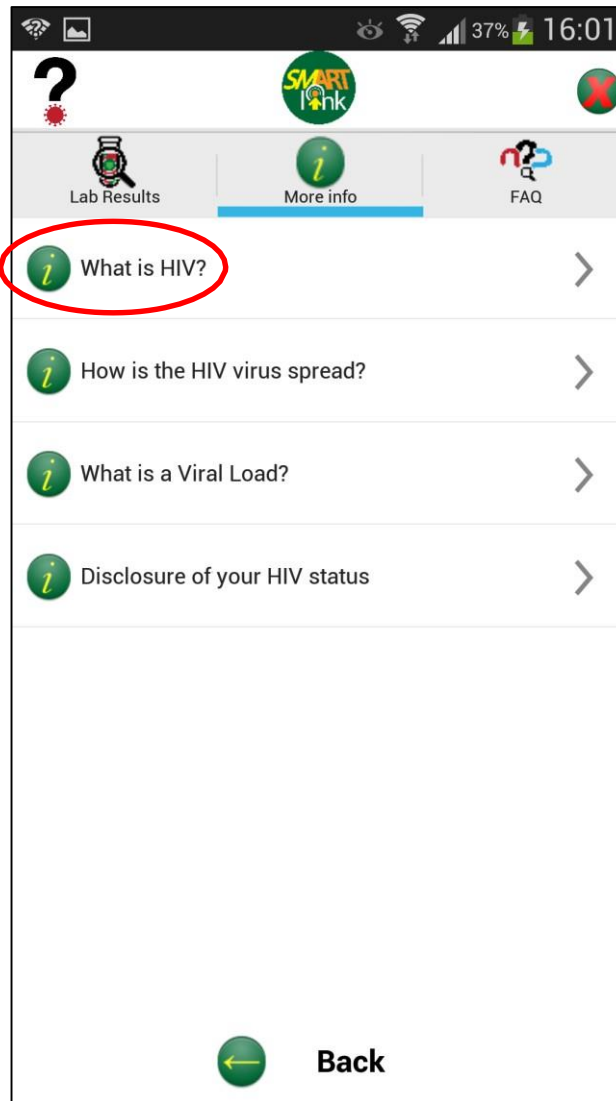 37% 16:01
SMART
link
Lab Results More info FAQ
What is HIV?
How is the HIV virus spread?
What is a Viral Load?
Disclosure of your HIV status
Back